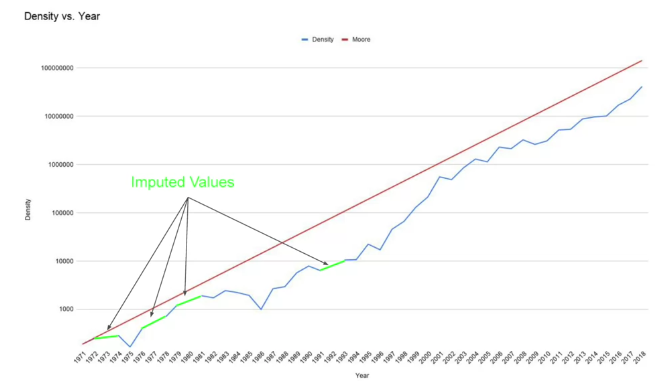 Density vs. Year
Density Moore
100000000
10000000
1000000
100000
10000
1000
Imputed Values
Density
1971 1972 1973 1974 1975 1976 1977 1978 1979 1980 1981 1982 1983 1984 1985 1986 1987 1988 1989 1990 1991 1992 1993 1994 1995 1996 1997 1998 1999 2000 2001 2002 2003 2004 2005 2006 2007 2008 2009 2010 2011 2012 2013 2014 2015 2016 2017 2018
Year